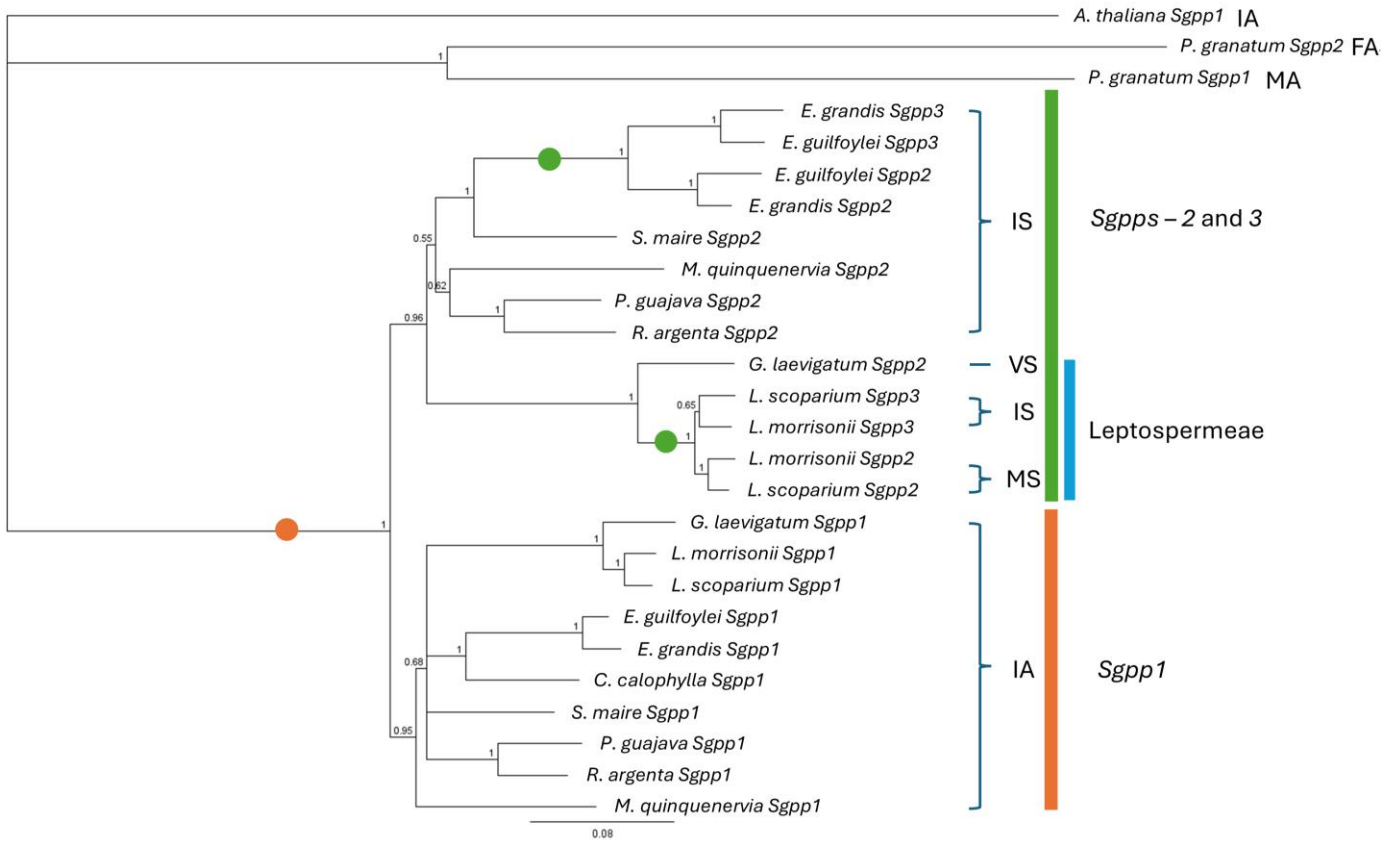 A. thaliana Sgpp1 IA
P. granatum Sgpp2 FA
1
P. granatum Sgpp1 MA
E. grandis Sgpp3
1
E. guilfoylei Sgpp3
1
E. guilfoylei Sgpp2
1
E. grandis Sgpp2
1
IS
Sgpps – 2 and 3
S. maire Sgpp2
0.55
M. quinquenervia Sgpp2
0.62
P. guajava Sgpp2
1
R. argenta Sgpp2
0.96
G. laevigatum Sgpp2
VS
L. scoparium Sgpp3
0.65
IS
1
L. morrisonii Sgpp3
Leptospermeae
1
L. morrisonii Sgpp2
1
MS
L. scoparium Sgpp2
1
G. laevigatum Sgpp1
1
L. morrisonii Sgpp1
1
L. scoparium Sgpp1
E. guilfoylei Sgpp1
1
E. grandis Sgpp1
1
0.68
IA
Sgpp1
C. calophylla Sgpp1
S. maire Sgpp1
0.95
P. guajava Sgpp1
1
R. argenta Sgpp1
M. quinquenervia Sgpp1
0.08